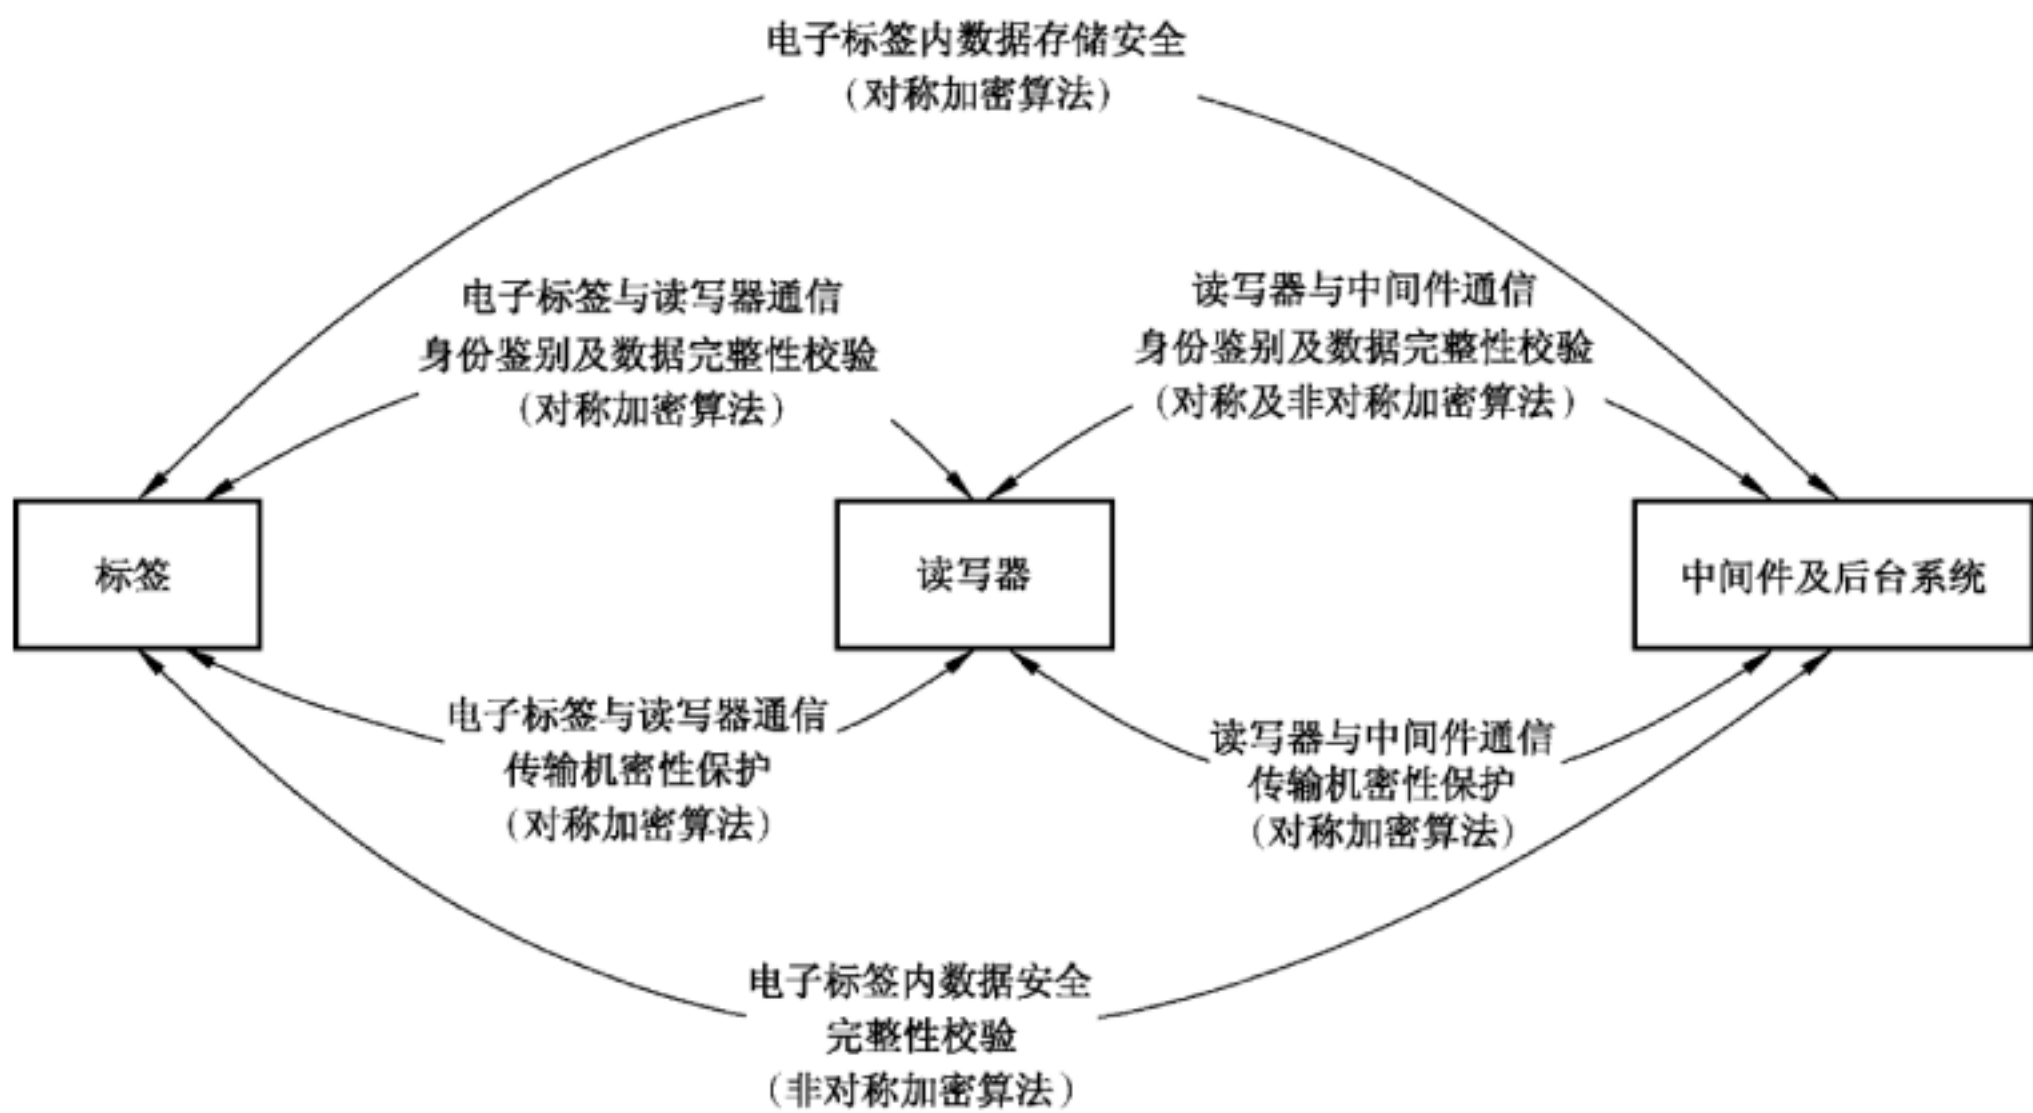 电子标签内数据存储安全
（对称加密算法）
电子标签与读写器通信
身份鉴别及数据完整性校验
（对称加密算法）
读写器与中间件通信
身份鉴别及数据完整性校验
（对称及非对称加密算法）
标签
读写器
中间件及后台系统
电子标签与读写器通信
传输机密性保护
（对称加密算法）
读写器与中间件通信
传输机密性保护
（对称加密算法）
电子标签内数据安全
完整性校验
（非对称加密算法）